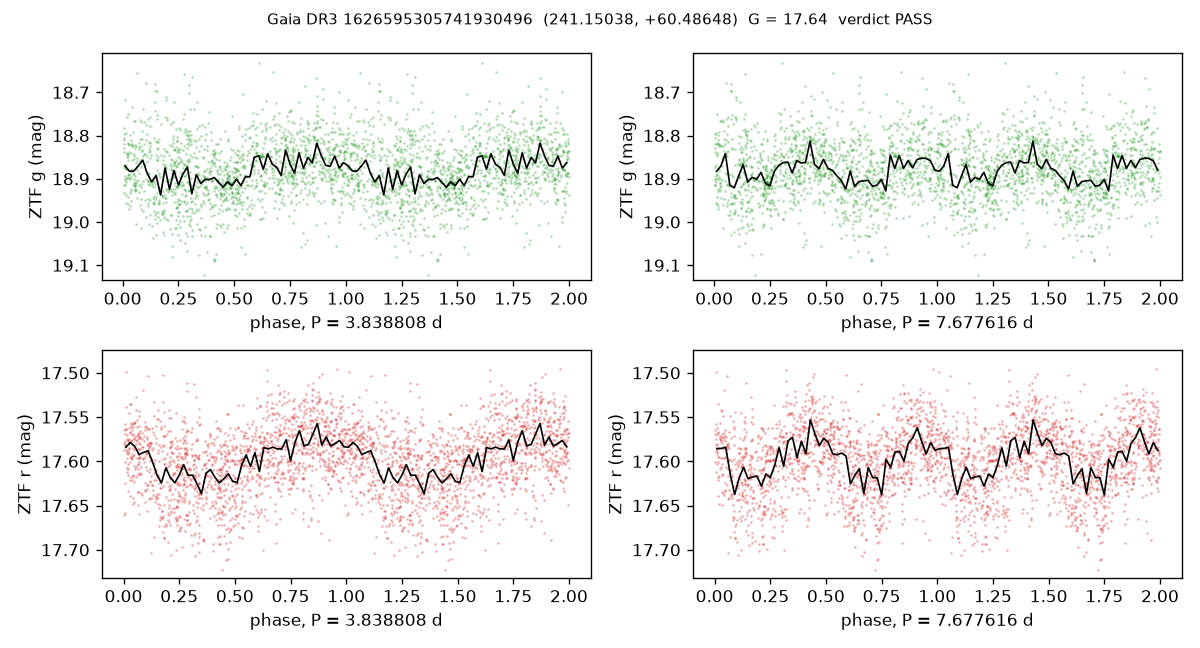 Gaia DR3 1626595305741930496  (241.15038, +60.48648)  G = 17.64  verdict PASS
ZTF g (mag)
18.7
18.8
18.9
19.0
19.1
0.00 0.25 0.50 0.75 1.00 1.25 1.50 1.75 2.00
phase, P = 3.838808 d
ZTF g (mag)
18.7
18.8
18.9
19.0
19.1
0.00 0.25 0.50 0.75 1.00 1.25 1.50 1.75 2.00
phase, P = 7.677616 d
ZTF r (mag)
17.50
17.55
17.60
17.65
17.70
0.00 0.25 0.50 0.75 1.00 1.25 1.50 1.75 2.00
phase, P = 3.838808 d
ZTF r (mag)
17.50
17.55
17.60
17.65
17.70
0.00 0.25 0.50 0.75 1.00 1.25 1.50 1.75 2.00
phase, P = 7.677616 d